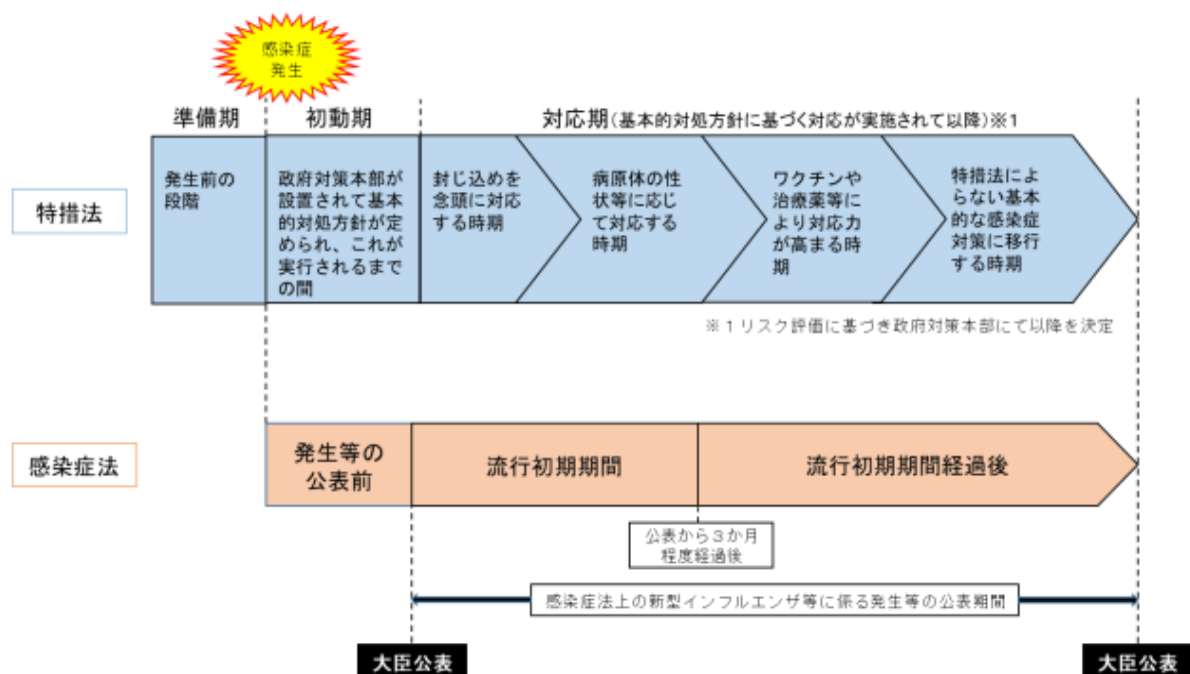 感染症
発生
準備期
初動期
対応期(基本的対処方針に基づく対応が実施されて以降)※1
特措法
発生前の
段階
政府対策本部が
設置されて基本
的対処方針が定
められ、これが
実行されるまで
の間
封じ込めを
念頭に対応
する時期
病原体の性
状等に応じ
て対応する
時期
ワクチンや
治療薬等に
より対応力
が高まる時
期
特措法によ
らない基本
的な感染症
対策に移行
する時期
※1リスク評価に基づき政府対策本部にて以降を決定
感染症法
発生等の
公表前
流行初期期間
流行初期期間経過後
公表から3か月
程度経過後
感染症法上の新型インフルエンザ等に係る発生等の公表期間
大臣公表
大臣公表